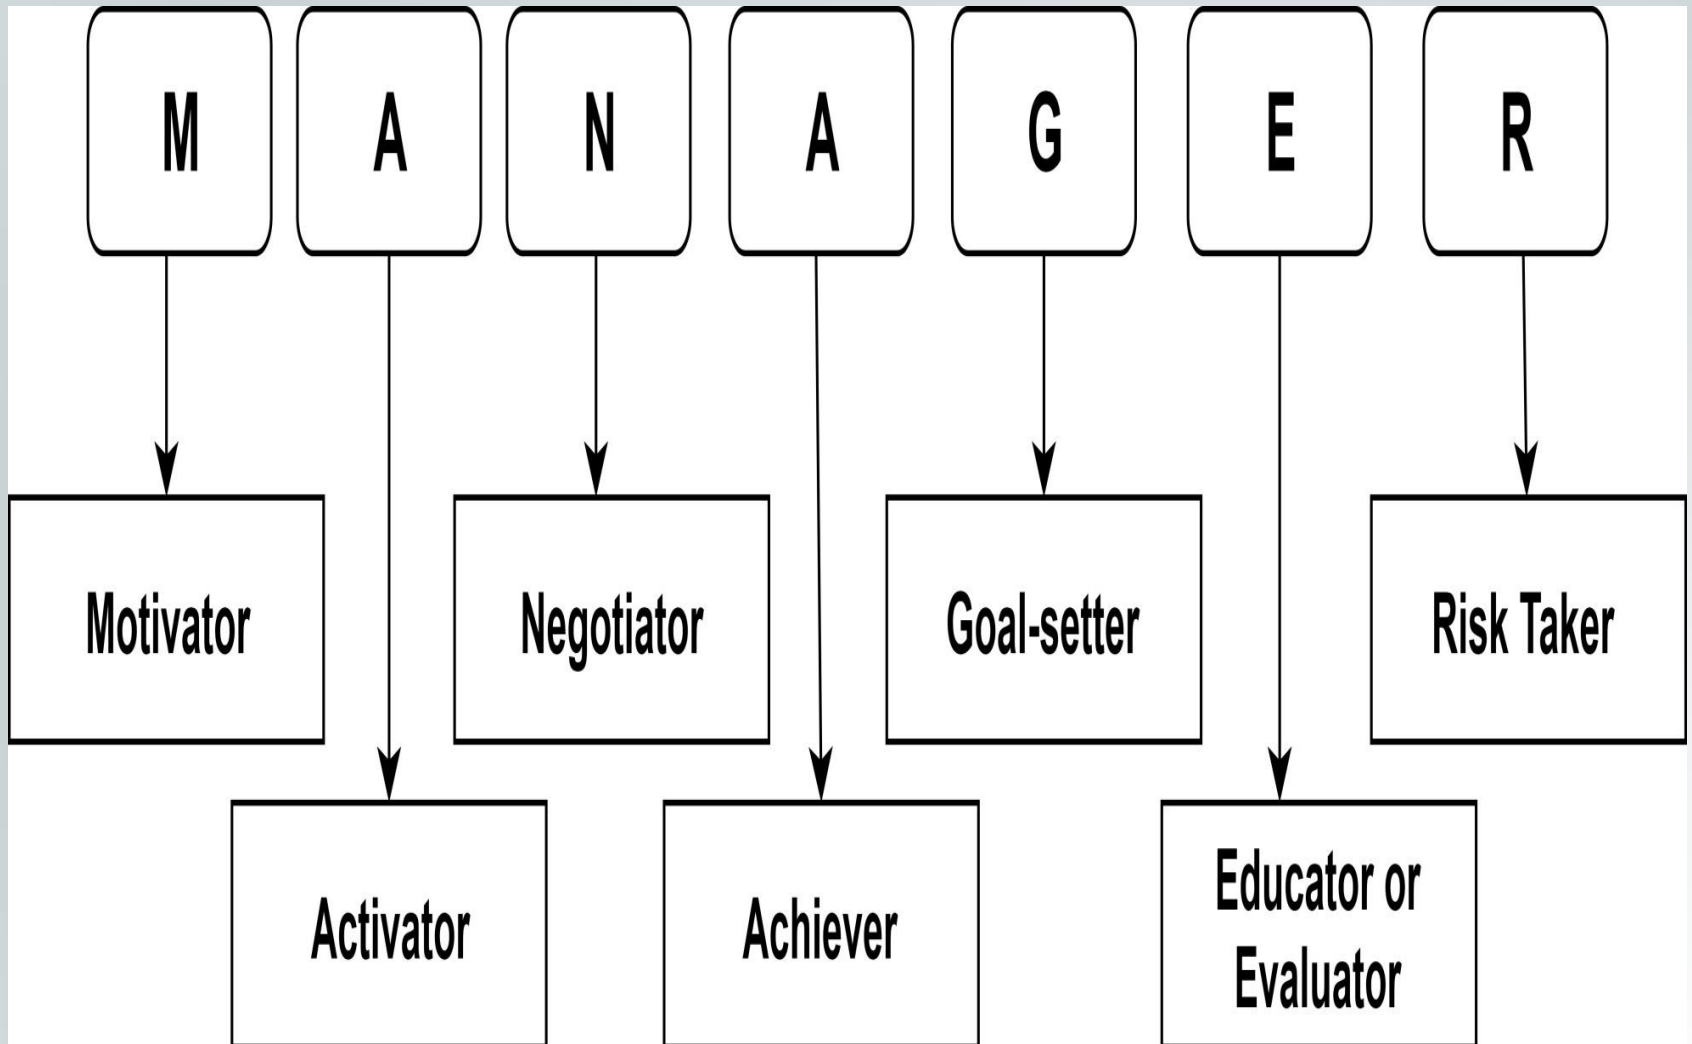 M A N A G E R
Motivator Negotiator Goal-setter Risk Taker
Activator Achiever Educator or
Evaluator